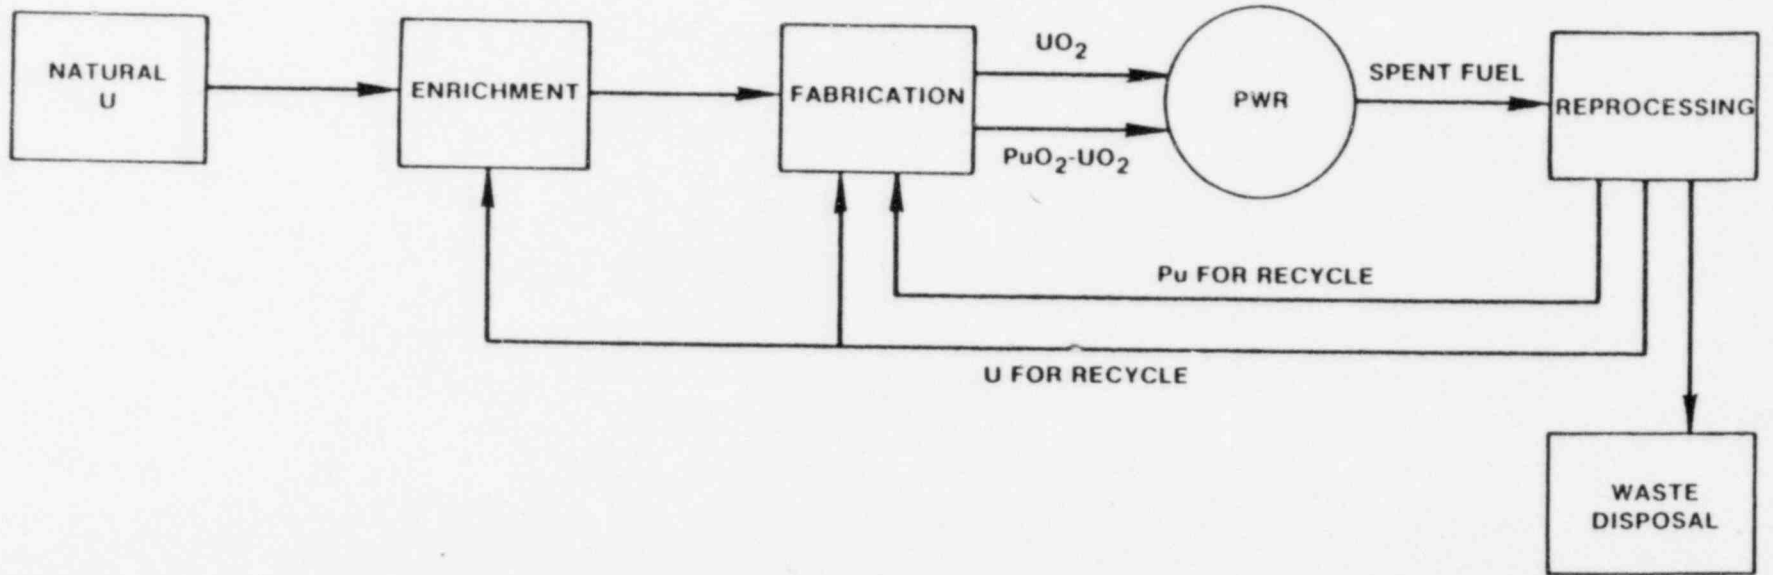 NATURAL
U
ENRICHMENT
FABRICATION
UO₂
PuO₂-UO₂
PWR
SPENT FUEL
REPROCESSING
Pu FOR RECYCLE
U FOR RECYCLE
WASTE
DISPOSAL